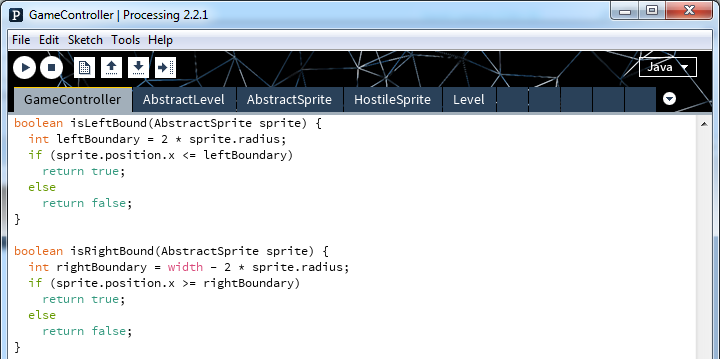 P GameController | Processing 2.2.1
File Edit Sketch Tools Help
Java
GameController AbstractLevel AbstractSprite HostileSprite Level
boolean isLeftBound(AbstractSprite sprite) {
  int leftBoundary = 2 * sprite.radius;
  if (sprite.position.x <= leftBoundary)
    return true;
  else
    return false;
}
boolean isRightBound(AbstractSprite sprite) {
  int rightBoundary = width - 2 * sprite.radius;
  if (sprite.position.x >= rightBoundary)
    return true;
  else
    return false;
}